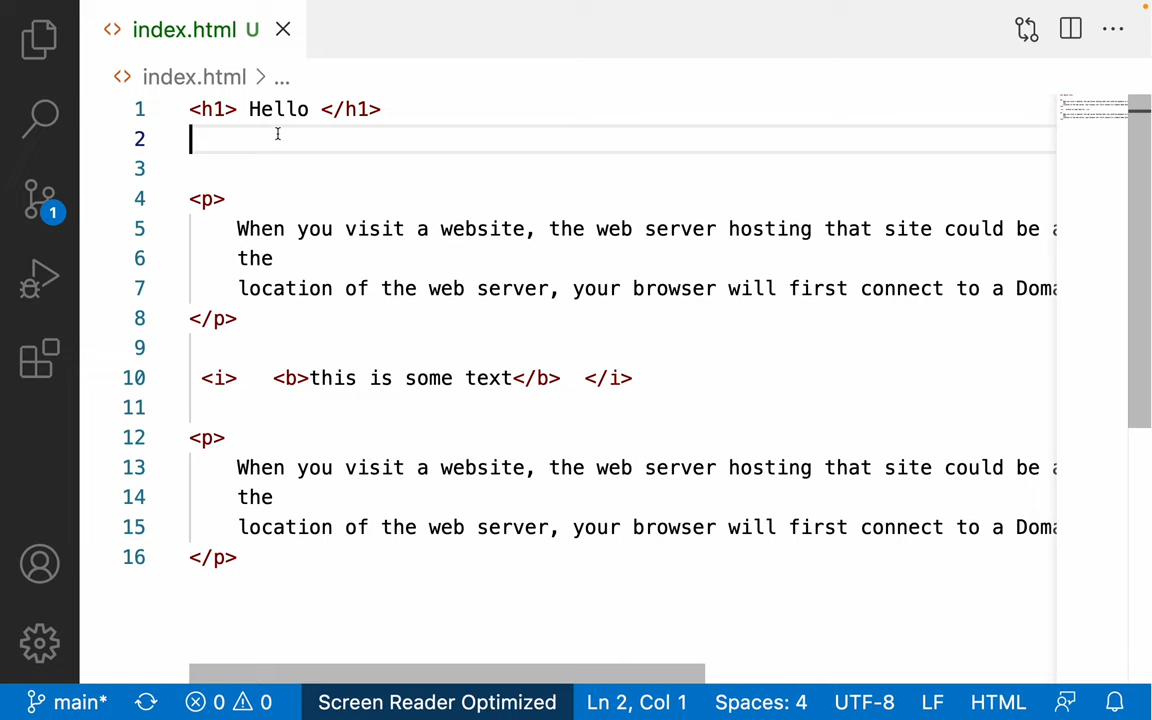 index.html U
index.html > ...
1 <h1> Hello </h1>
2
3
4 <p>
5 When you visit a website, the web server hosting that site could be
6 the
7 location of the web server, your browser will first connect to a
8 </p>
9
10 <i> <b>this is some text</b> </i>
11
12 <p>
13 When you visit a website, the web server hosting that site could be
14 the
15 location of the web server, your browser will first connect to a
16 </p>
1
main* 0 0 Screen Reader Optimized Ln 2, Col 1 Spaces: 4 UTF-8 LF HTML